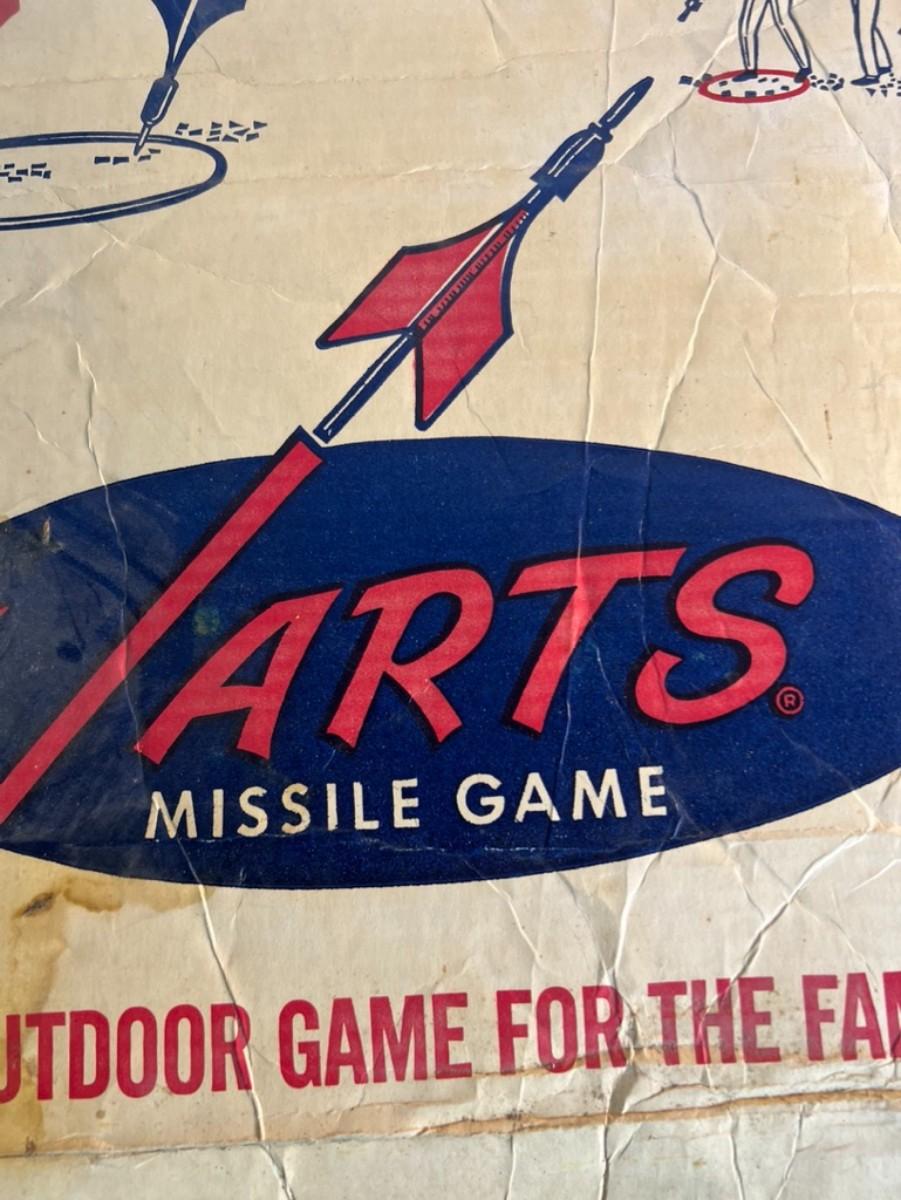 ARTS®
MISSILE GAME
UTDOOR GAME FOR THE FA